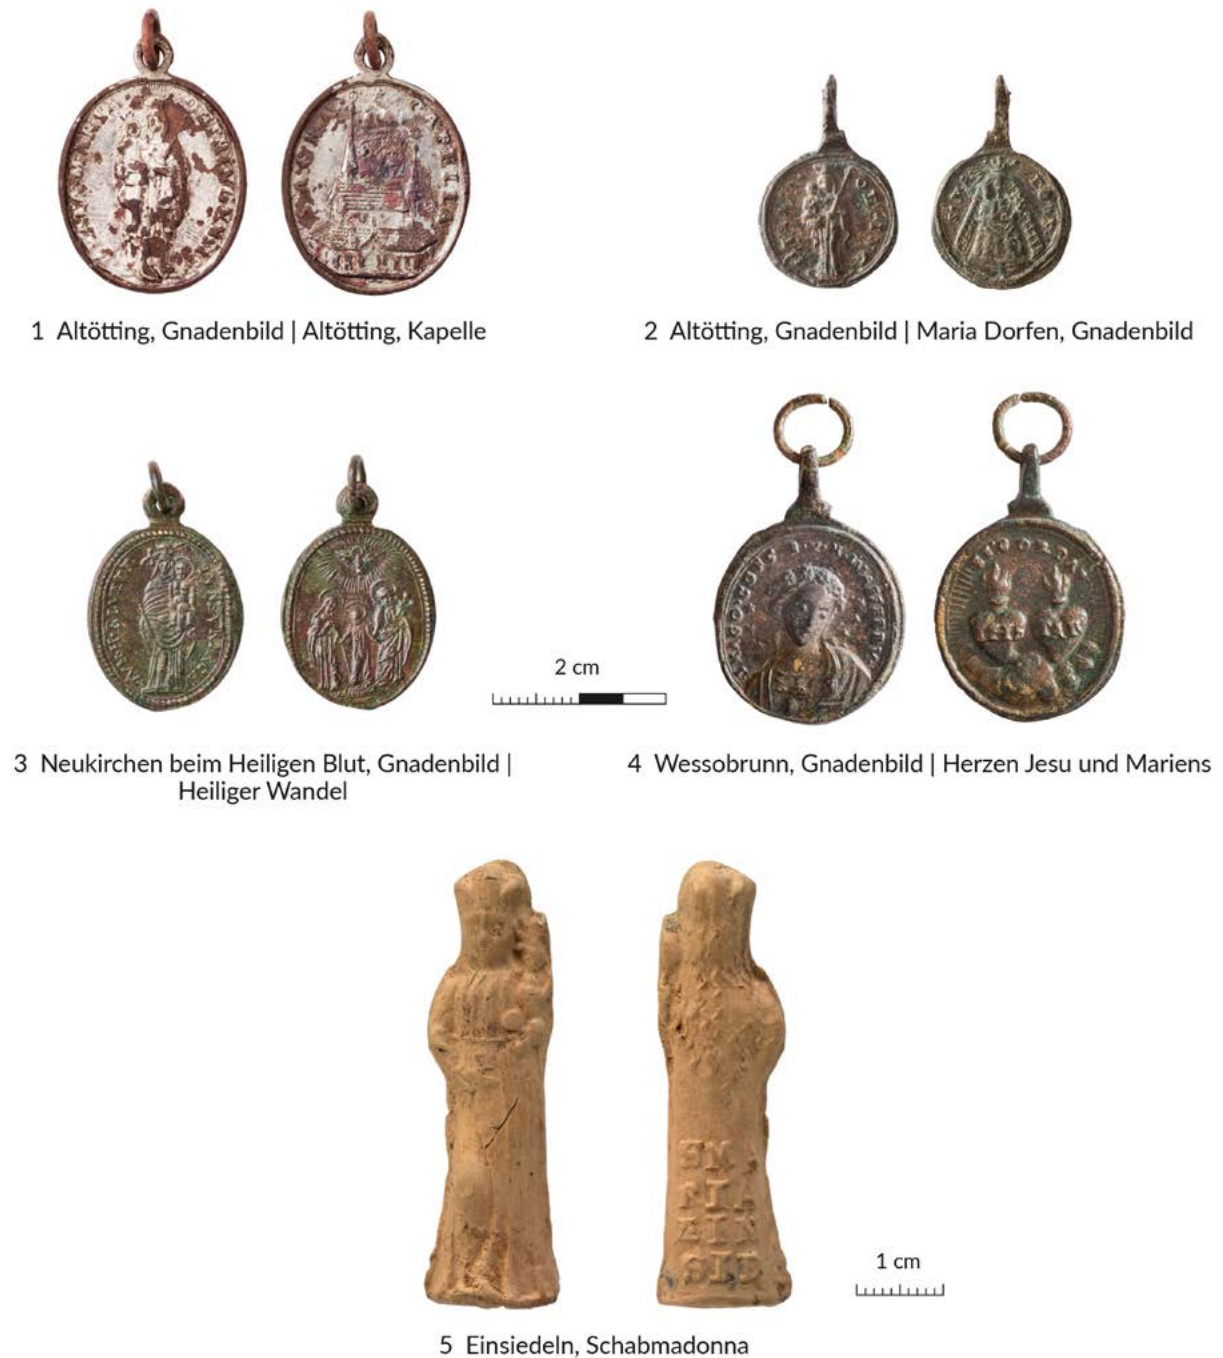 1 Altötting, Gnadenbild | Altötting, Kapelle
2 Altötting, Gnadenbild | Maria Dorfen, Gnadenbild
2 cm
3 Neukirchen beim Heiligen Blut, Gnadenbild |
Heiliger Wandel
4 Wessobrunn, Gnadenbild | Herzen Jesu und Mariens
SM
RIA
EIN
SID
1 cm
5 Einsiedeln, Schabmadonna